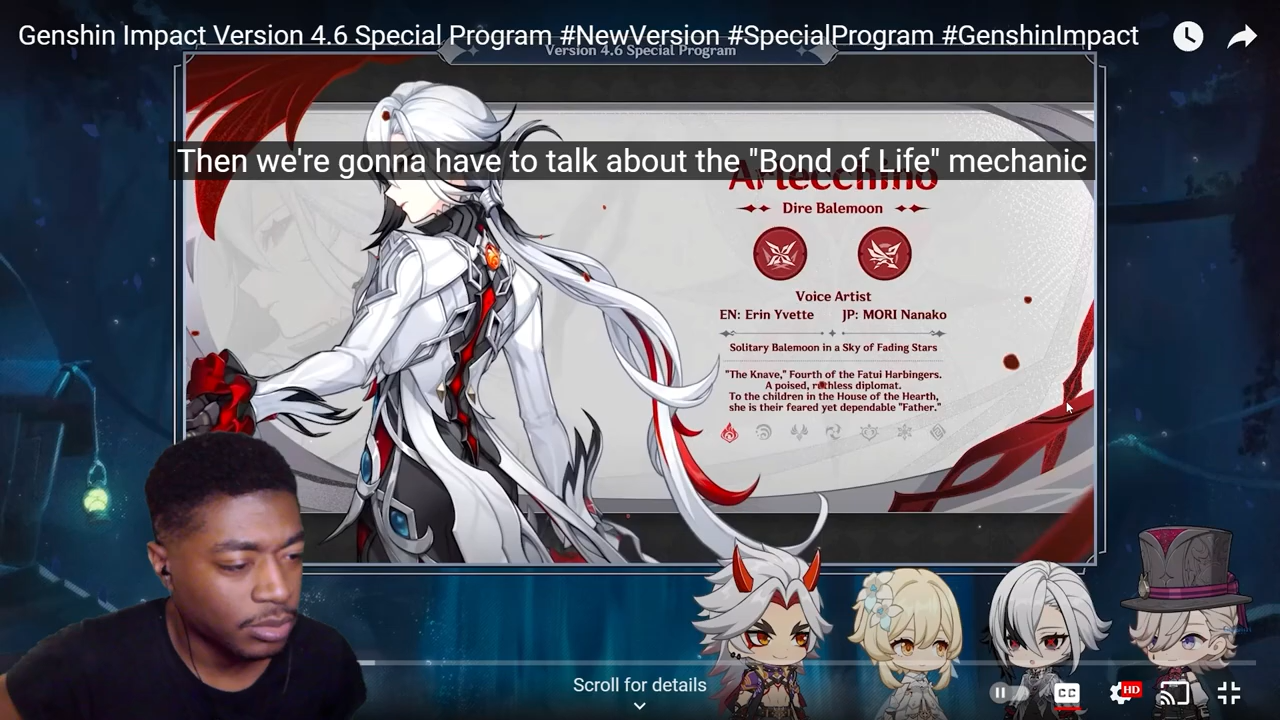 Genshin Impact Version 4.6 Special Program #NewVersion #SpecialProgram #GenshinImpact
Version 4.6 Special Program
Then we're gonna have to talk about the "Bond of Life" mechanic
Arlecchino
Dire Balemoon
Voice Artist
EN: Erin Yvette JP: MORI Nanako
Solitary Balemoon in a Sky of Fading Stars
"The Knave," Fourth of the Fatui Harbingers.
A poised, ruthless diplomat.
To the children in the House of the Hearth,
she is their feared yet dependable "Father."
Scroll for details
CC
HD